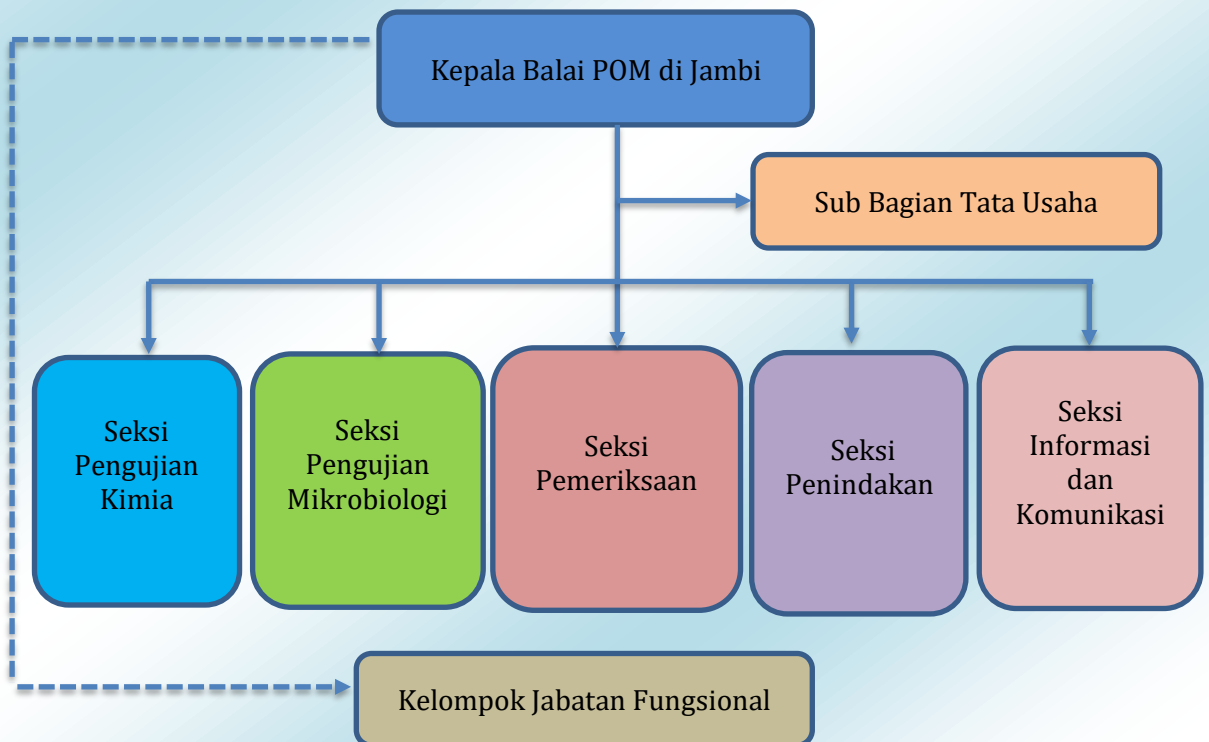 Kepala Balai POM di Jambi
Sub Bagian Tata Usaha
Seksi
Pengujian
Kimia
Seksi
Pengujian
Mikrobiologi
Seksi
Pemeriksaan
Seksi
Penindakan
Seksi
Informasi
dan
Komunikasi
Kelompok Jabatan Fungsional